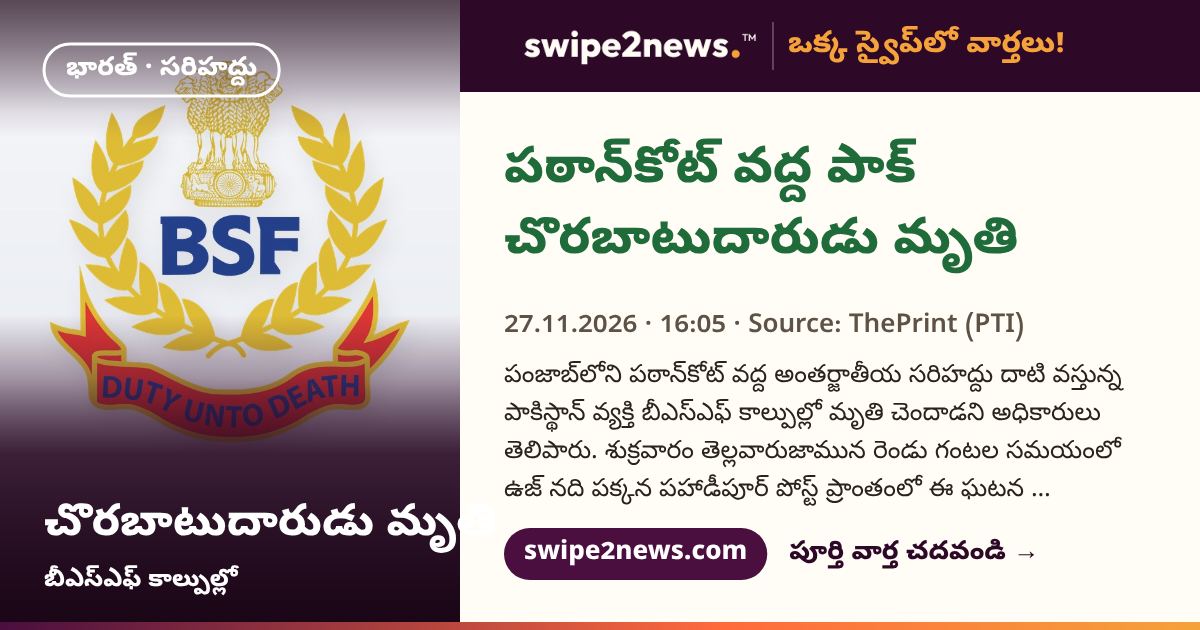 భారత్ · సరిహద్దు
BSF
DUTY UNTO DEATH
చొరబాటుదారుడు మృతి
బీఎస్ఎఫ్ కాల్పుల్లో
swipe2news.™ ఒక్క స్వైప్‌లో వార్తలు!
పఠాన్‌కోట్ వద్ద పాక్
చొరబాటుదారుడు మృతి
27.11.2026 · 16:05 · Source: ThePrint (PTI)
పంజాబ్‌లోని పఠాన్‌కోట్ వద్ద అంతర్జాతీయ సరిహద్దు దాటి వస్తున్న
పాకిస్థాన్ వ్యక్తి బీఎస్ఎఫ్ కాల్పుల్లో మృతి చెందాడని అధికారులు
తెలిపారు. శుక్రవారం తెల్లవారుజామున రెండు గంటల సమయంలో
ఉజ్ నది పక్కన పహాడీపూర్ పోస్ట్ ప్రాంతంలో ఈ ఘటన ...
swipe2news.com పూర్తి వార్త చదవండి →